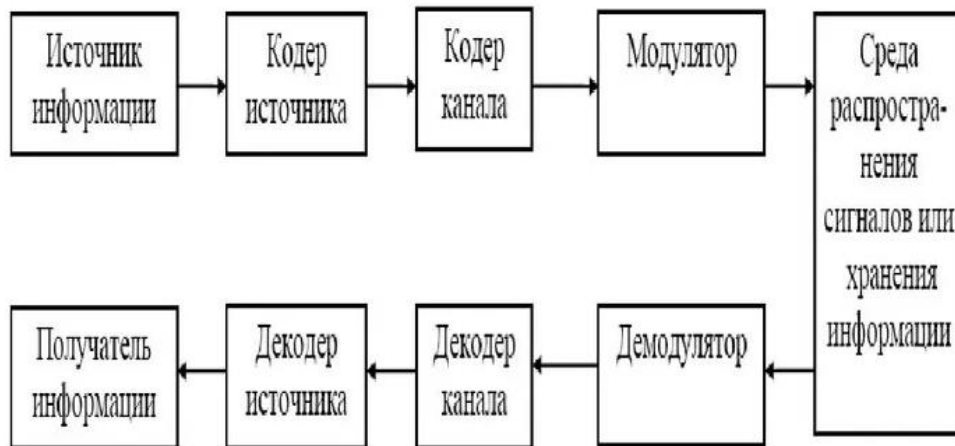 Источник
информации
Кодер
источника
Кодер
канала
Модулятор
Среда
распростра-
нения
сигналов или
хранения
информации
Получатель
информации
Декодер
источника
Декодер
канала
Демодулятор